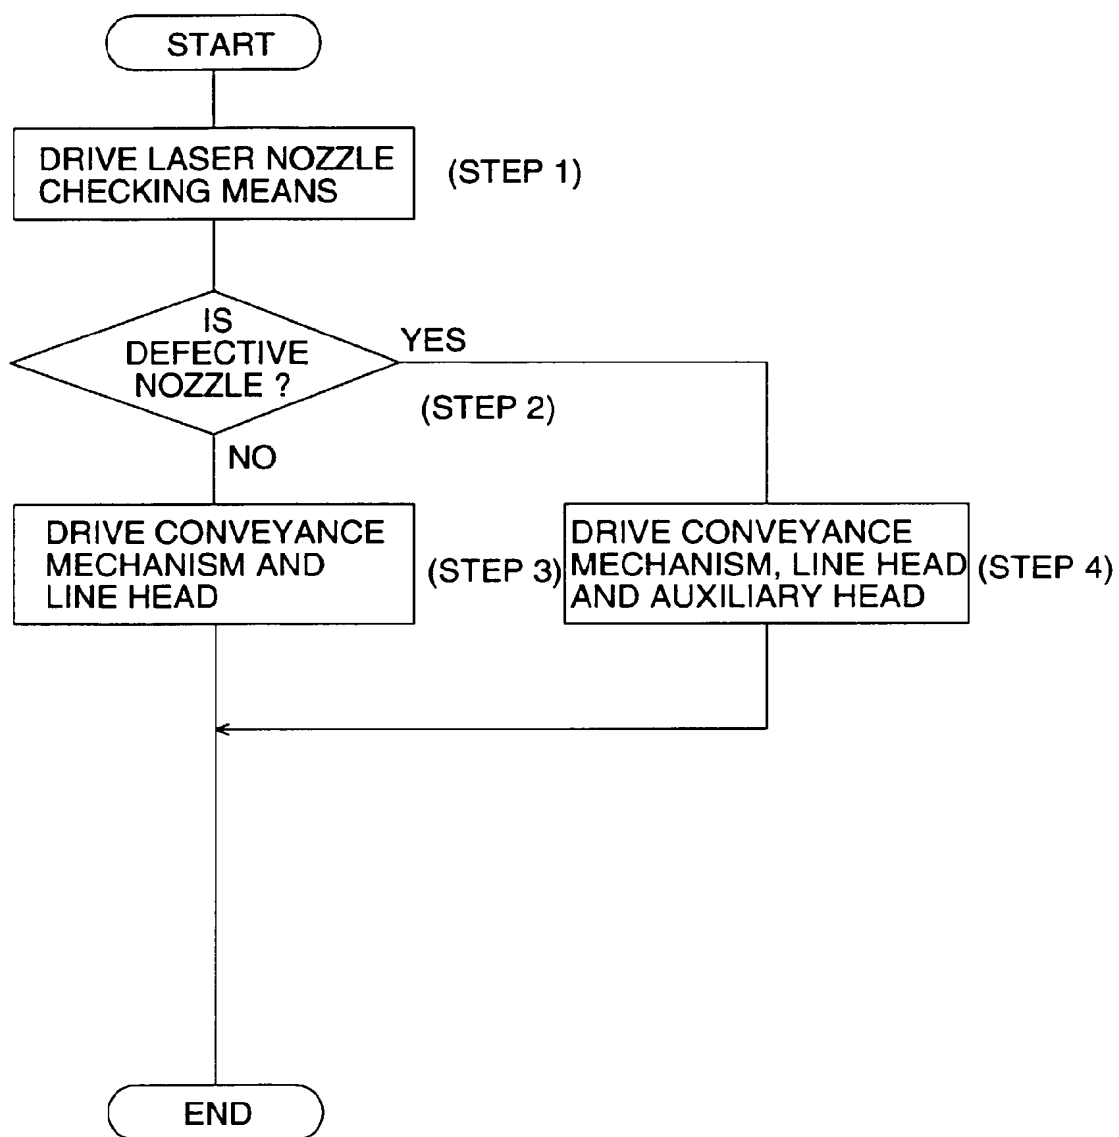 START
DRIVE LASER NOZZLE
CHECKING MEANS
(STEP 1)
IS
DEFECTIVE
NOZZLE ?
YES
(STEP 2)
NO
DRIVE CONVEYANCE
MECHANISM AND
LINE HEAD
(STEP 3)
DRIVE CONVEYANCE
MECHANISM, LINE HEAD
AND AUXILIARY HEAD
(STEP 4)
END